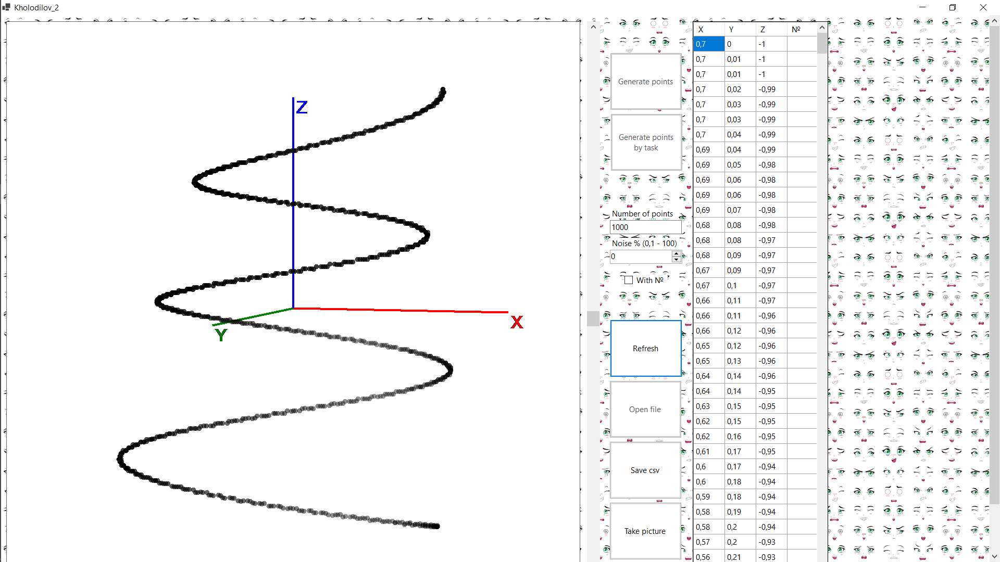 Kholodilov_2
Z
X
Y
Generate points
Generate points
by task
Number of points
1000
Noise % (0,1 - 100)
0
With №
Refresh
Open file
Save csv
Take picture
X Y Z №
0,7 0 -1
0,7 0,01 -1
0,7 0,01 -1
0,7 0,02 -0,99
0,7 0,03 -0,99
0,7 0,03 -0,99
0,7 0,04 -0,99
0,69 0,04 -0,99
0,69 0,05 -0,98
0,69 0,06 -0,98
0,69 0,06 -0,98
0,69 0,07 -0,98
0,68 0,08 -0,98
0,68 0,08 -0,97
0,68 0,09 -0,97
0,67 0,09 -0,97
0,67 0,1 -0,97
0,66 0,11 -0,97
0,66 0,11 -0,96
0,66 0,12 -0,96
0,65 0,12 -0,96
0,65 0,13 -0,96
0,64 0,14 -0,96
0,64 0,14 -0,95
0,63 0,15 -0,95
0,62 0,15 -0,95
0,62 0,16 -0,95
0,61 0,17 -0,95
0,6 0,17 -0,94
0,6 0,18 -0,94
0,59 0,18 -0,94
0,58 0,19 -0,94
0,58 0,2 -0,94
0,57 0,2 -0,93
0,56 0,21 -0,93